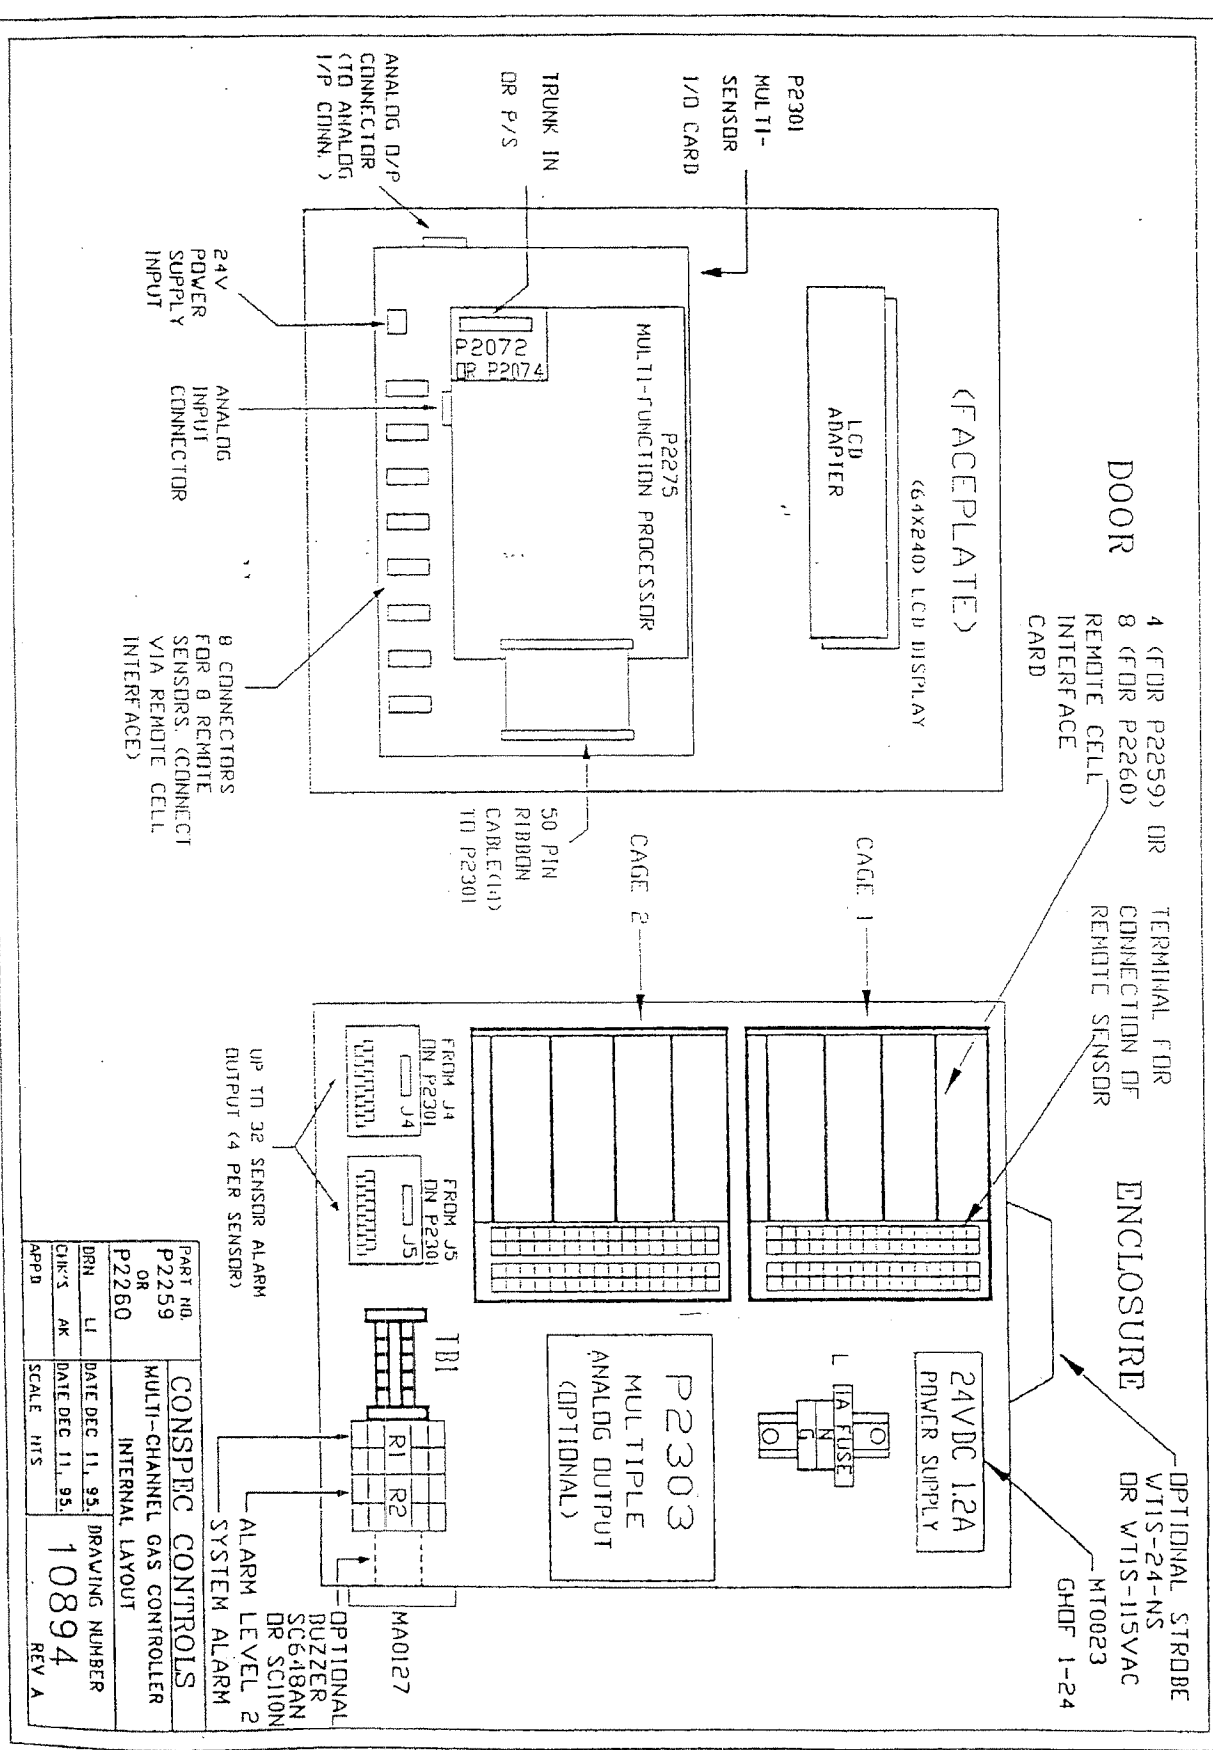 DOOR
ENCLOSURE
(FACEPLATE)
LCD
ADAPTER
(64X240) LCD DISPLAY
P2301
MULTI-
SENSOR
I/O CARD
TRUNK IN
OR P/S
ANALOG O/P
CONNECTOR
(TO ANALOG
I/P CONN. )
P2275
MULTI-FUNCTION PROCESSOR
P2072
OR P2074
24V
POWER
SUPPLY
INPUT
ANALOG
INPUT
CONNECTOR
8 CONNECTORS
FOR 8 REMOTE
SENSORS. (CONNECT
VIA REMOTE CELL
INTERFACE)
50 PIN
RIBBON
CABLE(14)
TO P2301
4 (FOR P2259) OR
8 (FOR P2260)
REMOTE CELL
INTERFACE
CARD
TERMINAL FOR
CONNECTION OF
REMOTE SENSOR
CAGE 1
CAGE 2
OPTIONAL STROBE
WTIS-24-NS
OR WTIS-115VAC
MT0023
GHOF 1-24
24VDC 1.2A
POWER SUPPLY
L
1A FUSE
N
G
P2303
MULTIPLE
ANALOG OUTPUT
(OPTIONAL)
FROM J4
ON P2301
J4
FROM J5
ON P2301
J5
UP TO 32 SENSOR ALARM
OUTPUT (4 PER SENSOR)
TB1
R1
R2
MA0127
OPTIONAL
BUZZER
SC648AN
OR SC110N
ALARM LEVEL 2
SYSTEM ALARM
PART NO.
P2259
OR
P2260
CONSPEC CONTROLS
MULTI-CHANNEL GAS CONTROLLER
INTERNAL LAYOUT
DRN LI DATE DEC 11, 95.
CHK'S AK DATE DEC 11, 95.
APPD SCALE NTS
DRAWING NUMBER
10894
REV A